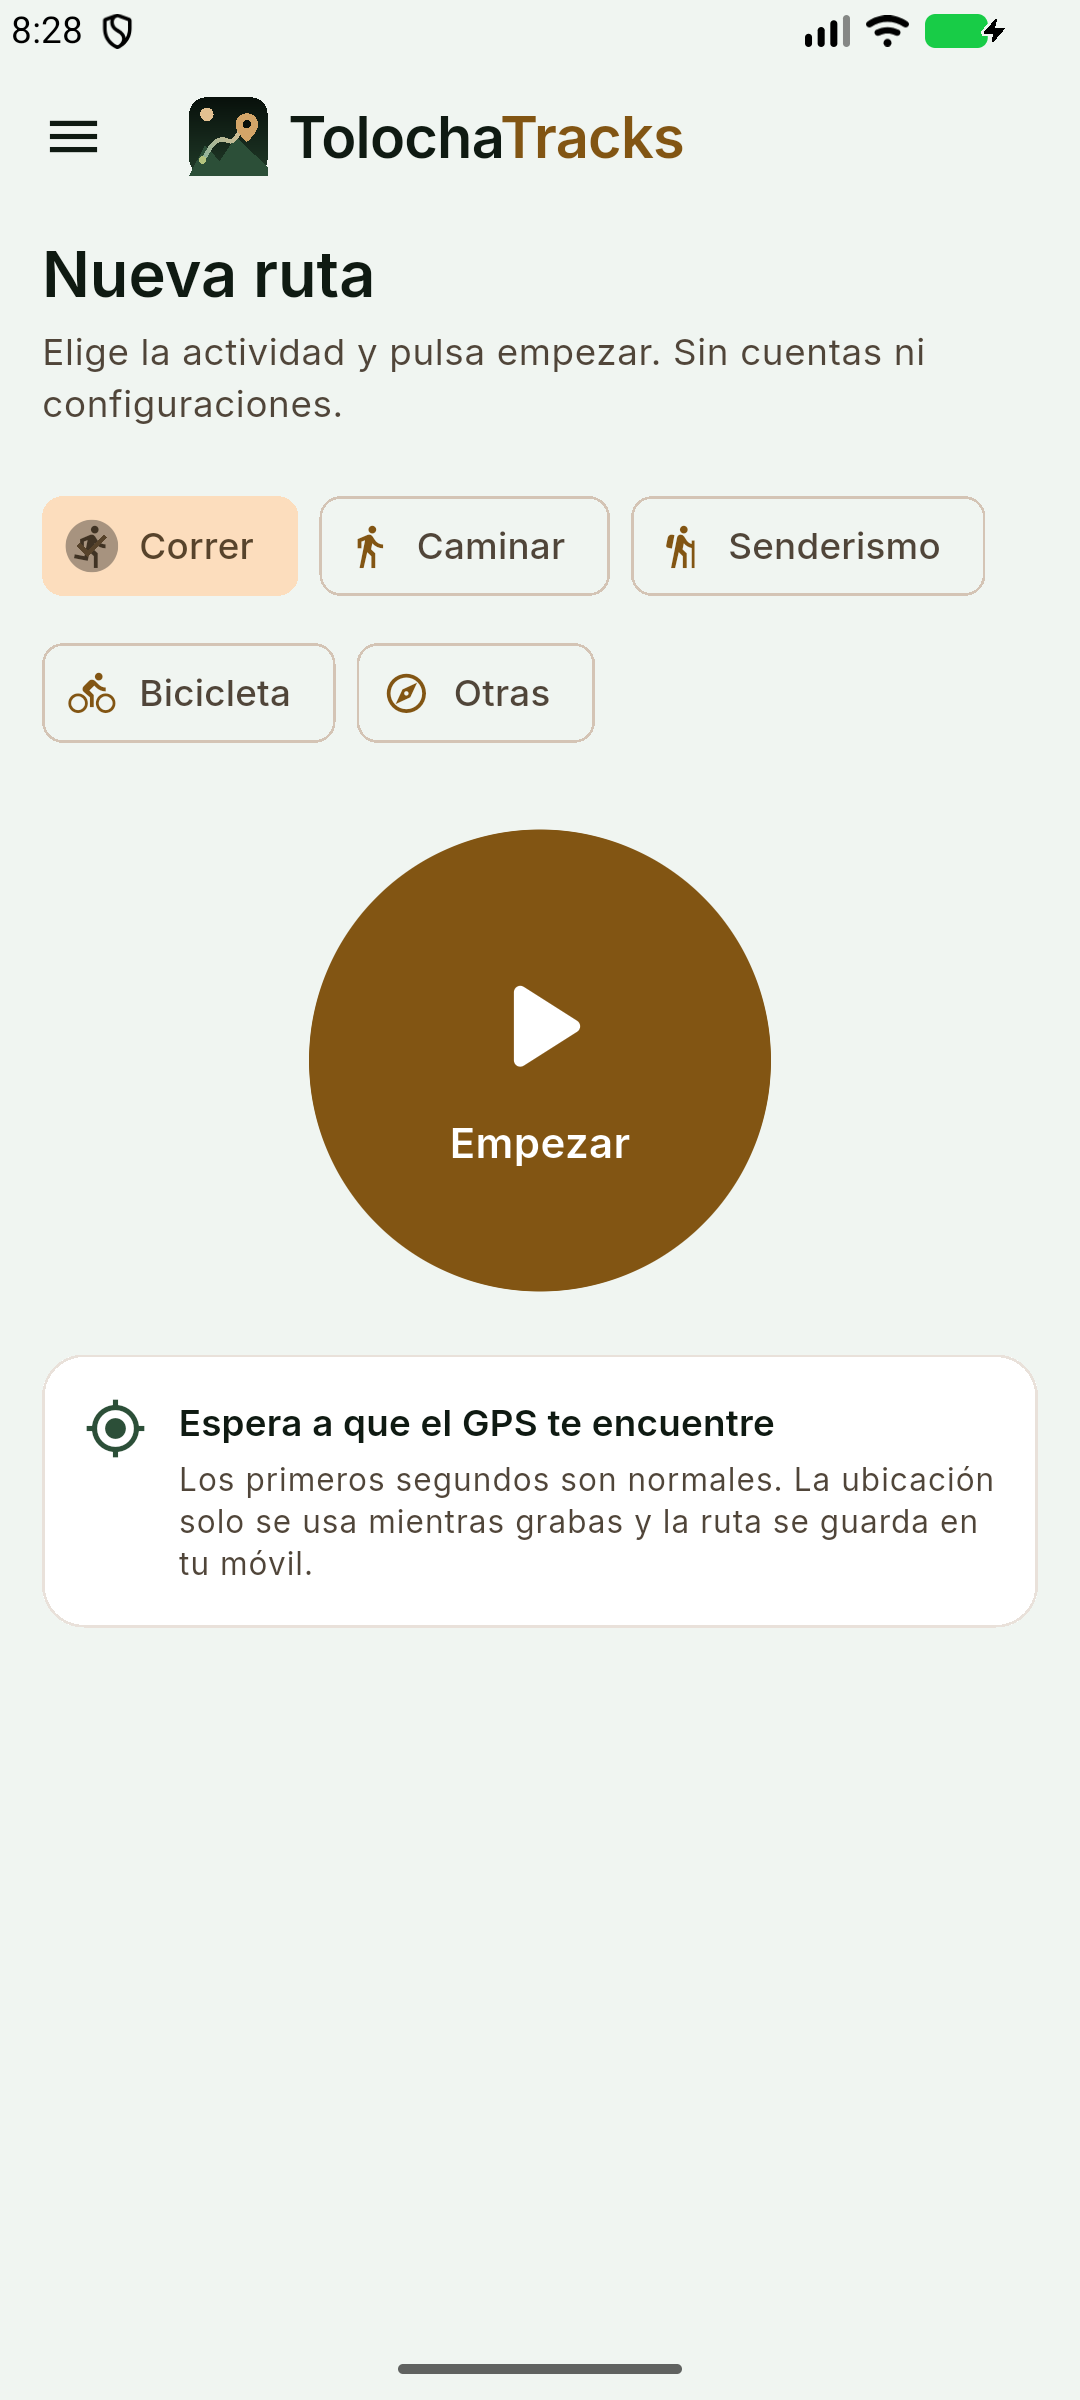 8:28
TolochaTracks
Nueva ruta
Elige la actividad y pulsa empezar. Sin cuentas ni
configuraciones.
Correr
Caminar
Senderismo
Bicicleta
Otras
Empezar
Espera a que el GPS te encuentre
Los primeros segundos son normales. La ubicación
solo se usa mientras grabas y la ruta se guarda en
tu móvil.